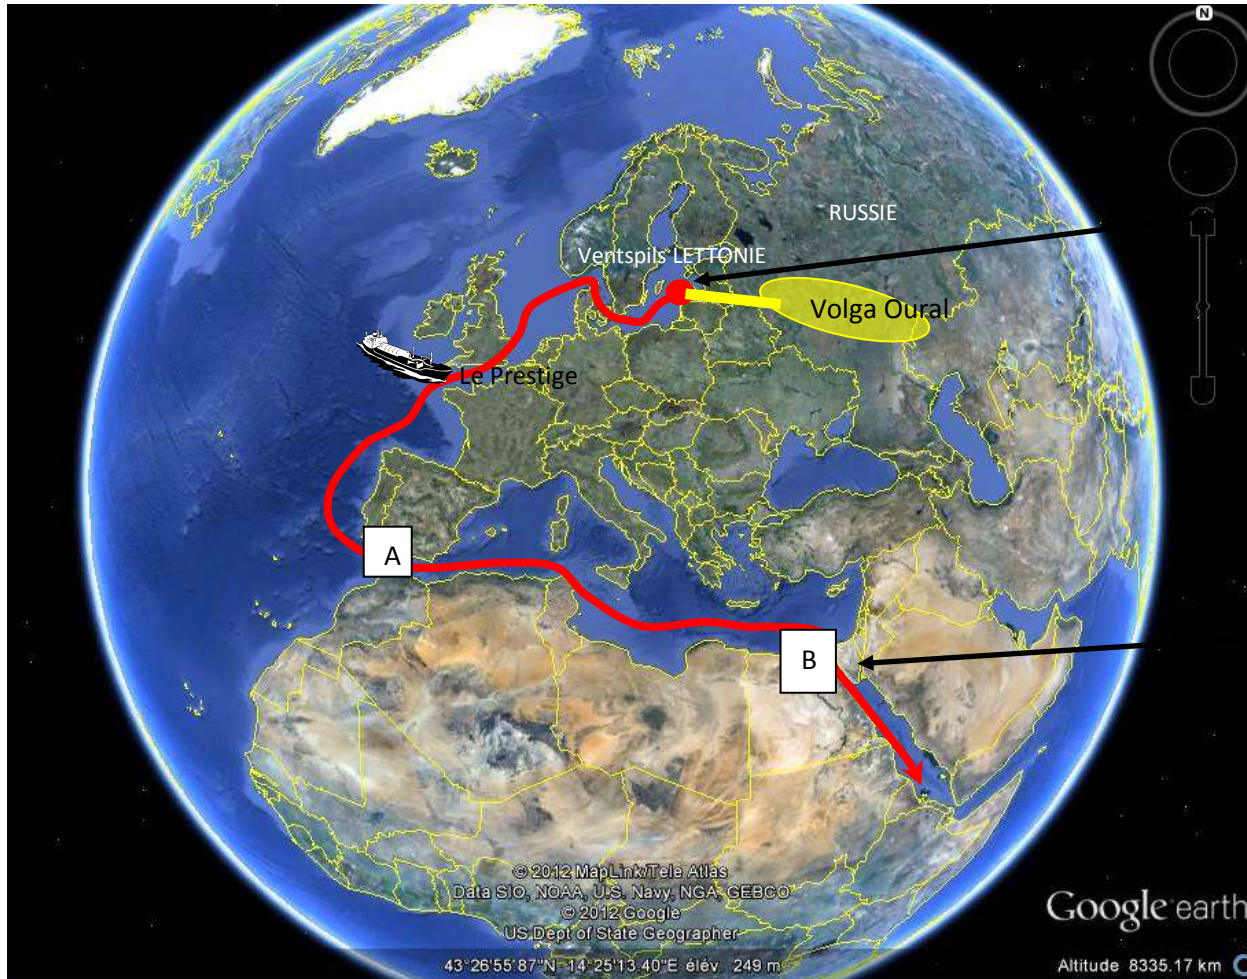 N
RUSSIE
Ventspils LETTONIE
Volga Oural
Le Prestige
A
B
© 2012 MapLink/Tele Atlas
Data SIO, NOAA, U.S. Navy, NGA, GEBCO
© 2012 Google
US Dept of State Geographer
Google earth
43°26'55.87"N 14°25'13.40"E élév. 249 m
Altitude 8335.17 km